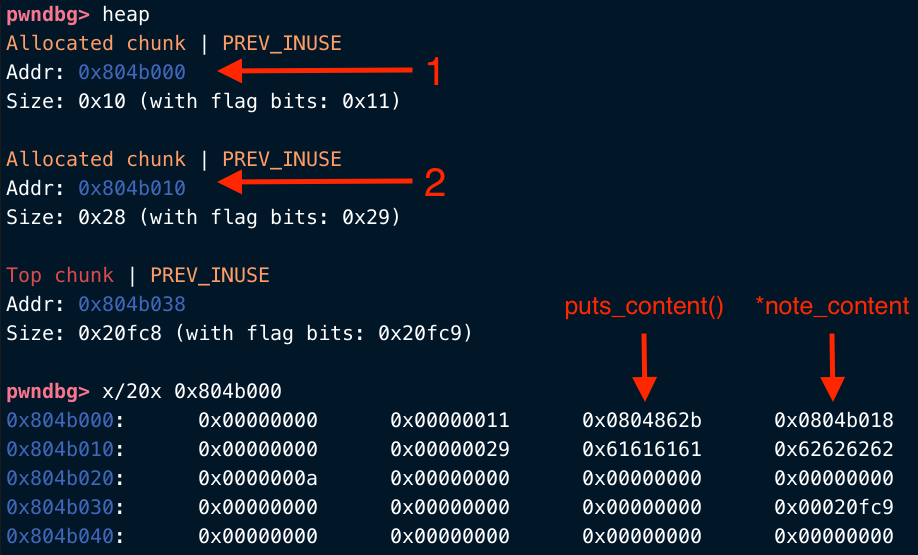 pwndbg> heap
Allocated chunk | PREV_INUSE
Addr: 0x804b000 1
Size: 0x10 (with flag bits: 0x11)
Allocated chunk | PREV_INUSE
Addr: 0x804b010 2
Size: 0x28 (with flag bits: 0x29)
Top chunk | PREV_INUSE
Addr: 0x804b038
Size: 0x20fc8 (with flag bits: 0x20fc9)
puts_content() *note_content
pwndbg> x/20x 0x804b000
0x804b000: 0x00000000 0x00000011 0x0804862b 0x0804b018
0x804b010: 0x00000000 0x00000029 0x61616161 0x62626262
0x804b020: 0x0000000a 0x00000000 0x00000000 0x00000000
0x804b030: 0x00000000 0x00000000 0x00000000 0x00020fc9
0x804b040: 0x00000000 0x00000000 0x00000000 0x00000000